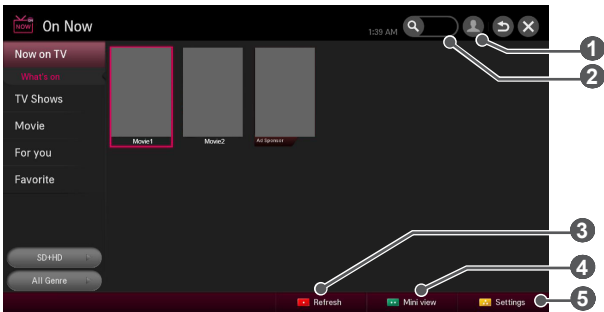 NOW On Now
1:39 AM
1
2
Now on TV
What's on
TV Shows
Movie
For you
Favorite
Movie1 Movie2 Ad Sponsor
SD+HD
All Genre
3
4
5
Refresh Mini view Settings